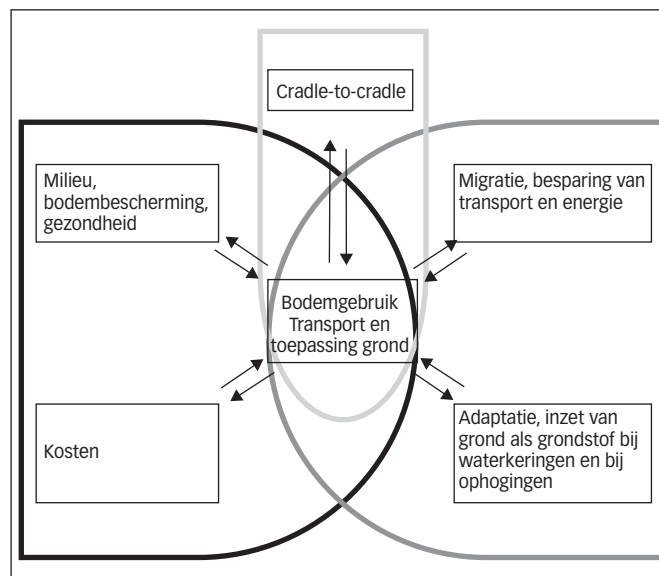 Cradle-to-cradle
Milieu,
bodembescherming,
gezondheid
Migratie, besparing van
transport en energie
Bodemgebruik
Transport en
toepassing grond
Kosten
Adaptatie, inzet van
grond als grondstof bij
waterkeringen en bij
ophogingen